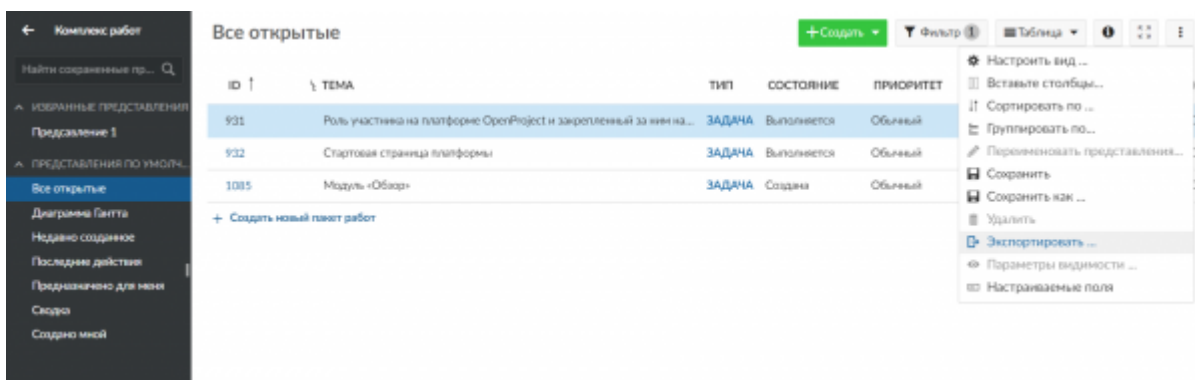 Комплекс работ
Найти сохраненные пр...
ИЗБРАННЫЕ ПРЕДСТАВЛЕНИЯ
Предсавление 1
ПРЕДСТАВЛЕНИЯ ПО УМОЛЧ...
Все открытые
Диаграмма Гантта
Недавно созданное
Последние действия
Предназначено для меня
Сводка
Создано мной
Все открытые
+ Создать
Фильтр 1
Таблица
ID ТЕМА ТИП СОСТОЯНИЕ ПРИОРИТЕТ
931 Роль участника на платформе OpenProject и закрепленный за ним на... ЗАДАЧА Выполняется Обычный
932 Стартовая страница платформы ЗАДАЧА Выполняется Обычный
1085 Модуль «Обзор» ЗАДАЧА Создана Обычный
+ Создать новый пакет работ
Настроить вид ...
Вставьте столбцы...
Сортировать по ...
Группировать по...
Переименовать представления...
Сохранить
Сохранить как ...
Удалить
Экспортировать ...
Параметры видимости ...
Настраиваемые поля